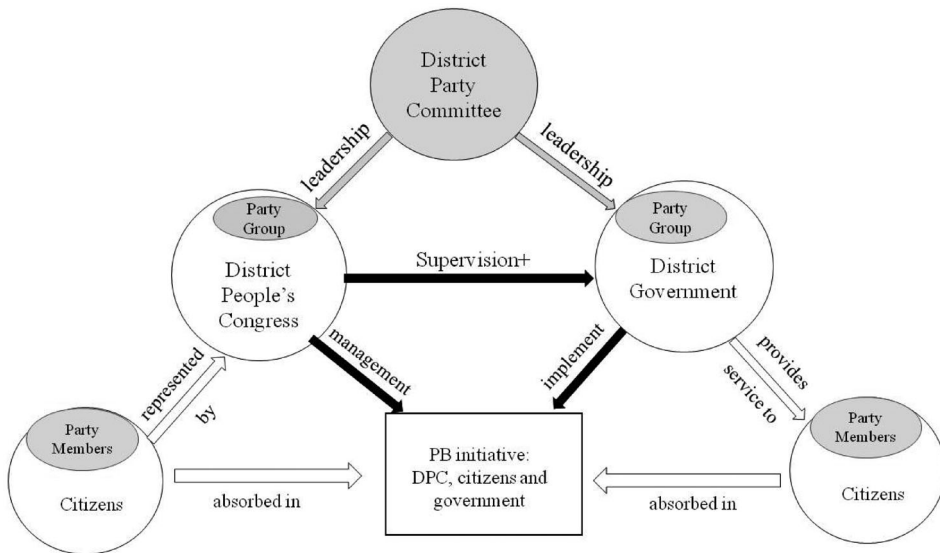 District
Party
Committee
leadership
leadership
Party
Group
District
People's
Congress
Supervision+
Party
Group
District
Government
management
implement
represented
by
provides
service to
Party
Members
Citizens
absorbed in
PB initiative:
DPC, citizens and
government
absorbed in
Party
Members
Citizens